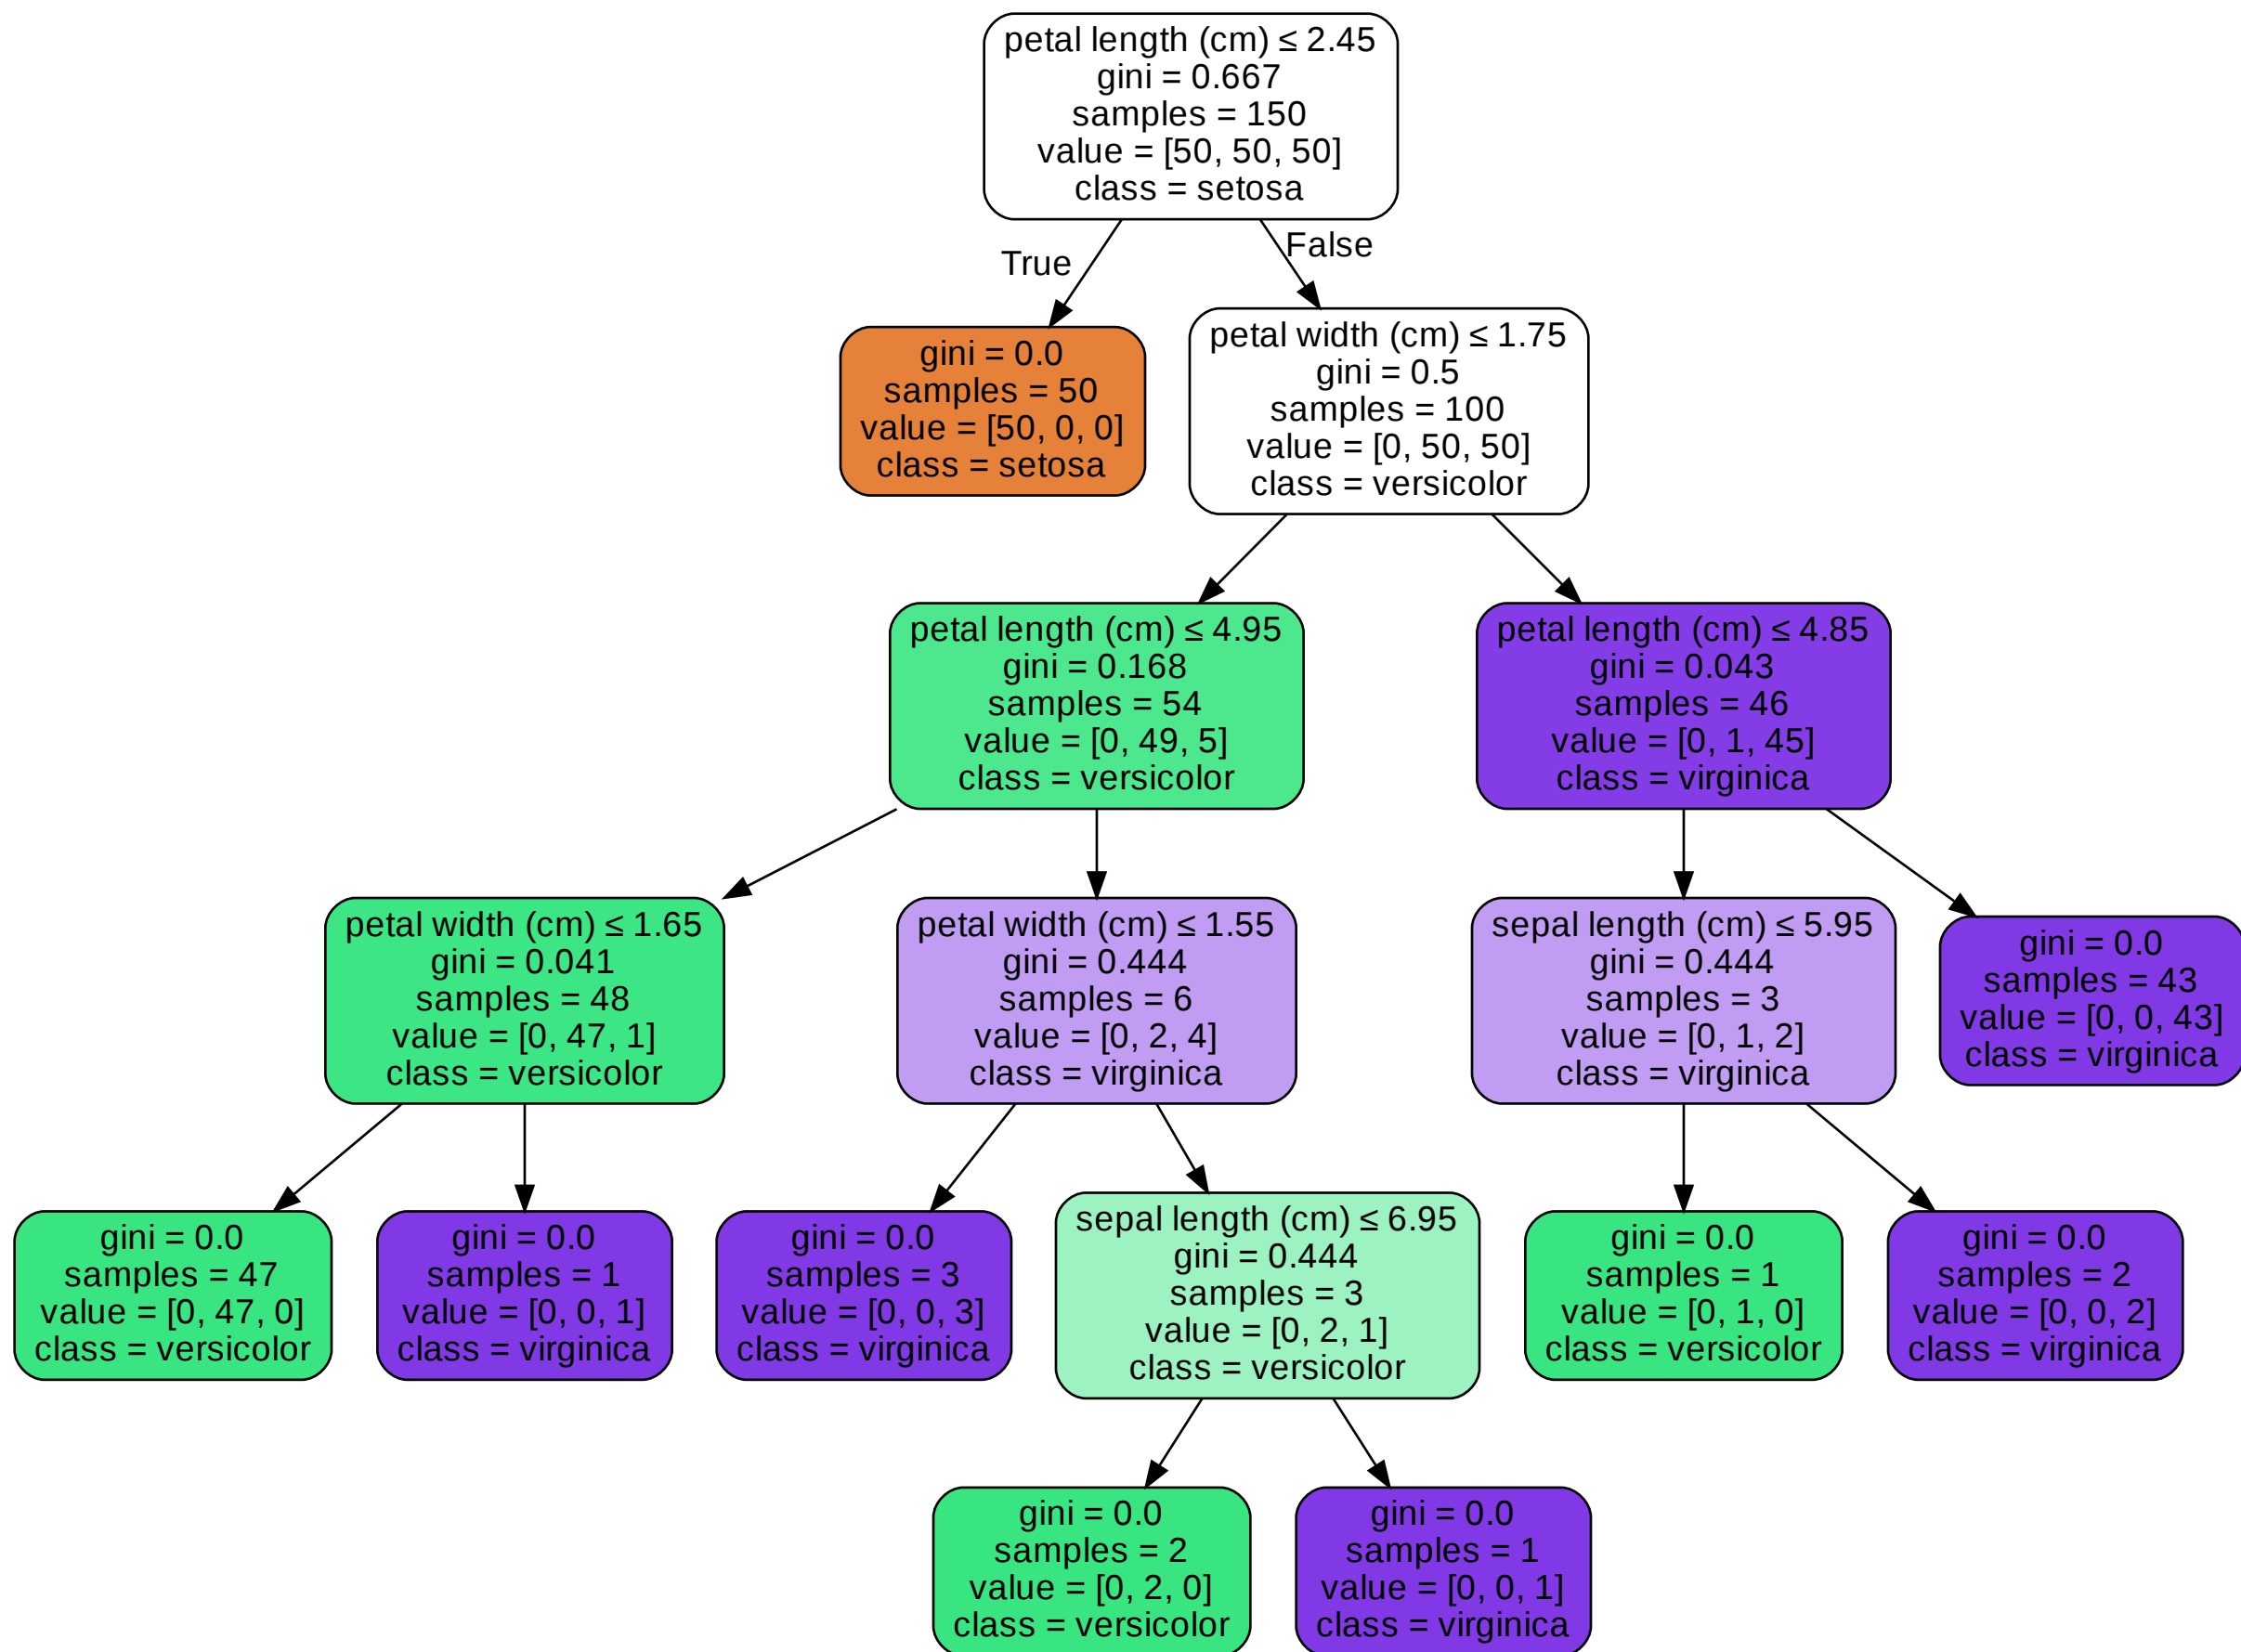 petal length (cm) ≤ 2.45
gini = 0.667
samples = 150
value = [50, 50, 50]
class = setosa
True
False
gini = 0.0
samples = 50
value = [50, 0, 0]
class = setosa
petal width (cm) ≤ 1.75
gini = 0.5
samples = 100
value = [0, 50, 50]
class = versicolor
petal length (cm) ≤ 4.95
gini = 0.168
samples = 54
value = [0, 49, 5]
class = versicolor
petal length (cm) ≤ 4.85
gini = 0.043
samples = 46
value = [0, 1, 45]
class = virginica
petal width (cm) ≤ 1.65
gini = 0.041
samples = 48
value = [0, 47, 1]
class = versicolor
petal width (cm) ≤ 1.55
gini = 0.444
samples = 6
value = [0, 2, 4]
class = virginica
sepal length (cm) ≤ 5.95
gini = 0.444
samples = 3
value = [0, 1, 2]
class = virginica
gini = 0.0
samples = 43
value = [0, 0, 43]
class = virginica
gini = 0.0
samples = 47
value = [0, 47, 0]
class = versicolor
gini = 0.0
samples = 1
value = [0, 0, 1]
class = virginica
gini = 0.0
samples = 3
value = [0, 0, 3]
class = virginica
sepal length (cm) ≤ 6.95
gini = 0.444
samples = 3
value = [0, 2, 1]
class = versicolor
gini = 0.0
samples = 1
value = [0, 1, 0]
class = versicolor
gini = 0.0
samples = 2
value = [0, 0, 2]
class = virginica
gini = 0.0
samples = 2
value = [0, 2, 0]
class = versicolor
gini = 0.0
samples = 1
value = [0, 0, 1]
class = virginica